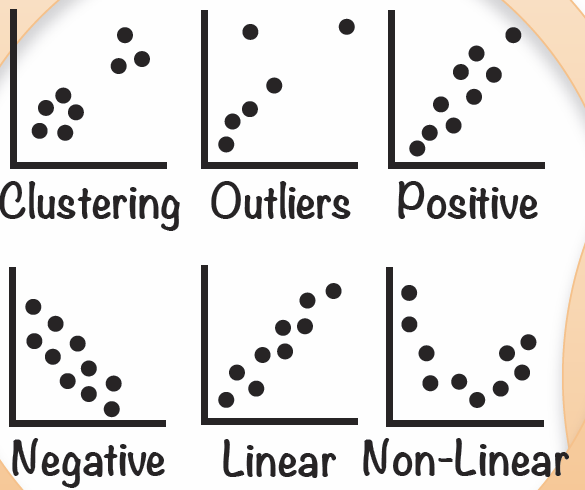 Clustering Outliers Positive
Negative Linear Non-Linear